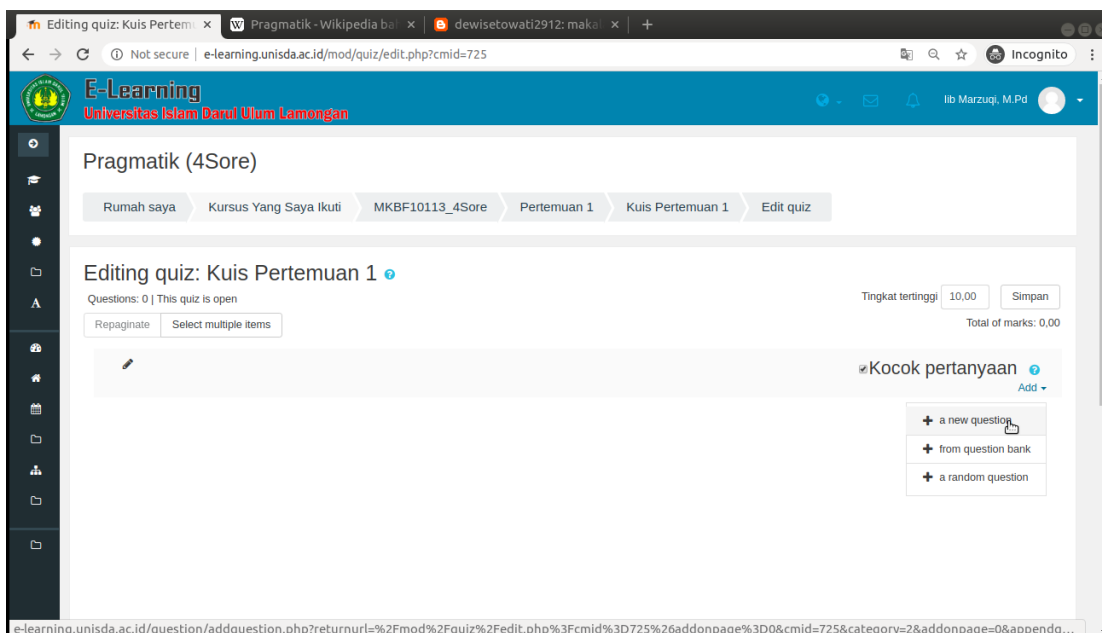 Editing quiz: Kuis Pertemu
Pragmatik - Wikipedia bah
dewisetowati2912: makal
Not secure | e-learning.unisda.ac.id/mod/quiz/edit.php?cmid=725
Incognito
E-Learning
Universitas Islam Darul Ulum Lamongan
Iib Marzuqi, M.Pd
Pragmatik (4Sore)
Rumah saya
Kursus Yang Saya Ikuti
MKBF10113_4Sore
Pertemuan 1
Kuis Pertemuan 1
Edit quiz
Editing quiz: Kuis Pertemuan 1
Questions: 0 | This quiz is open
Tingkat tertinggi 10,00 Simpan
Repaginate Select multiple items
Total of marks: 0,00
Kocok pertanyaan
Add
a new question
from question bank
a random question
e-learning.unisda.ac.id/question/addquestion.php?returnurl=%2Fmod%2Fquiz%2Fedit.php%3Fcmid%3D725%26addonpage%3D0&cmid=725&category=2&addonpage=0&appendq...